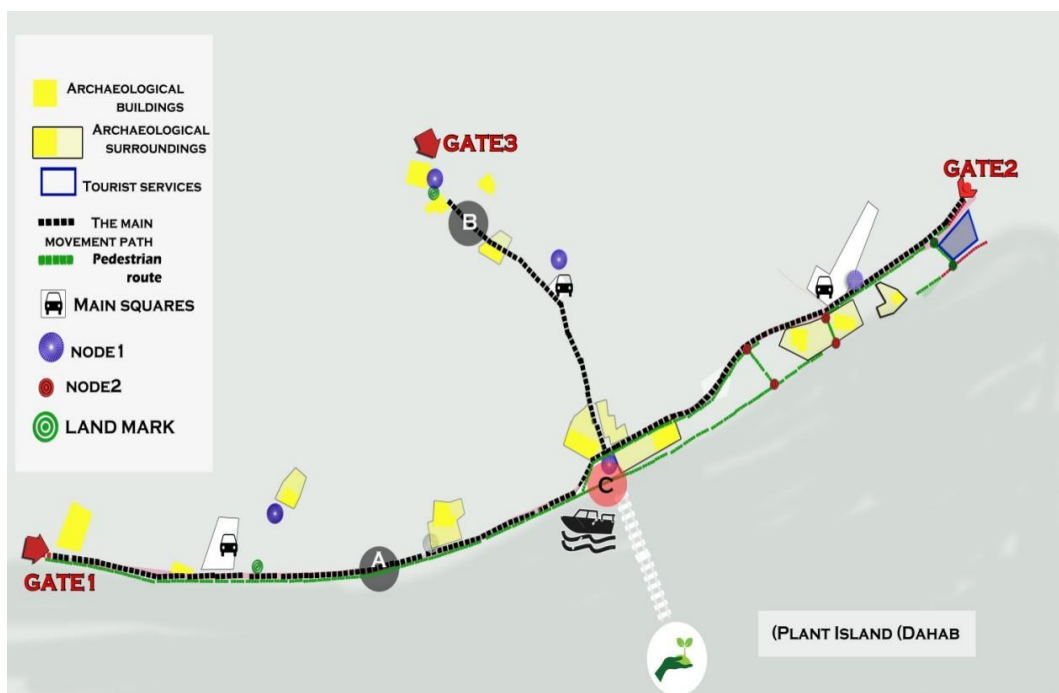 ARCHAEOLOGICAL
BUILDINGS
ARCHAEOLOGICAL
SURROUNDINGS
TOURIST SERVICES
THE MAIN
MOVEMENT PATH
Pedestrian
route
MAIN SQUARES
NODE1
NODE2
LAND MARK
GATE3
GATE2
B
C
A
GATE1
(PLANT ISLAND (DAHAB